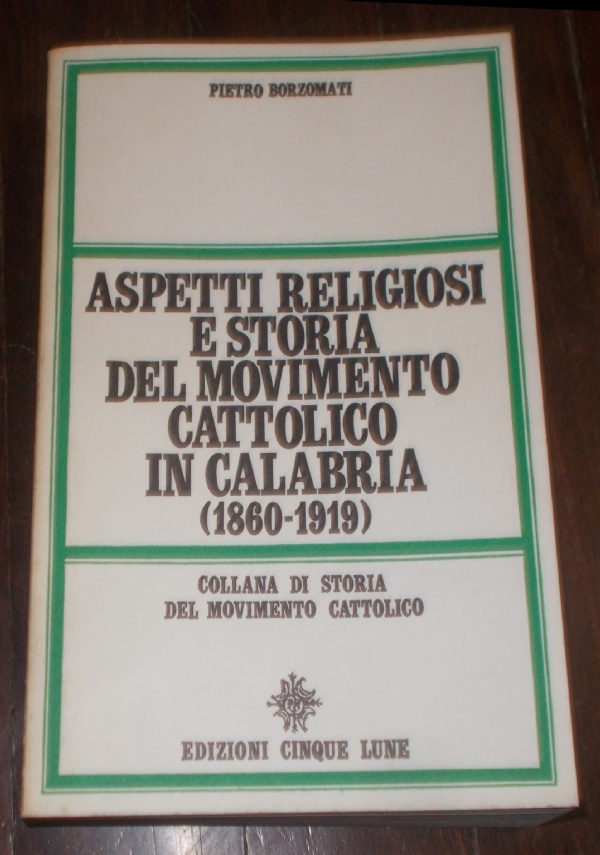 PIETRO BORZOMATI
ASPETTI RELIGIOSI
E STORIA
DEL MOVIMENTO
CATTOLICO
IN CALABRIA
(1860-1919)
COLLANA DI STORIA
DEL MOVIMENTO CATTOLICO
EDIZIONI CINQUE LUNE